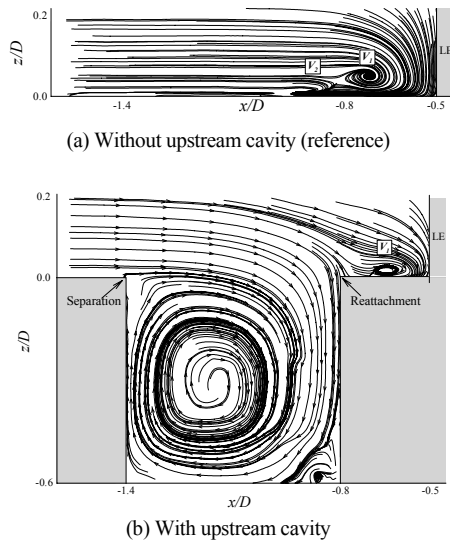 0.2
z/D
V2
V1
LE
0.0
-1.4
x/D
-0.8
-0.5
(a) Without upstream cavity (reference)
0.2
LE
V1
0.0
Separation
Reattachment
z/D
-0.6
-1.4
x/D
-0.8
-0.5
(b) With upstream cavity